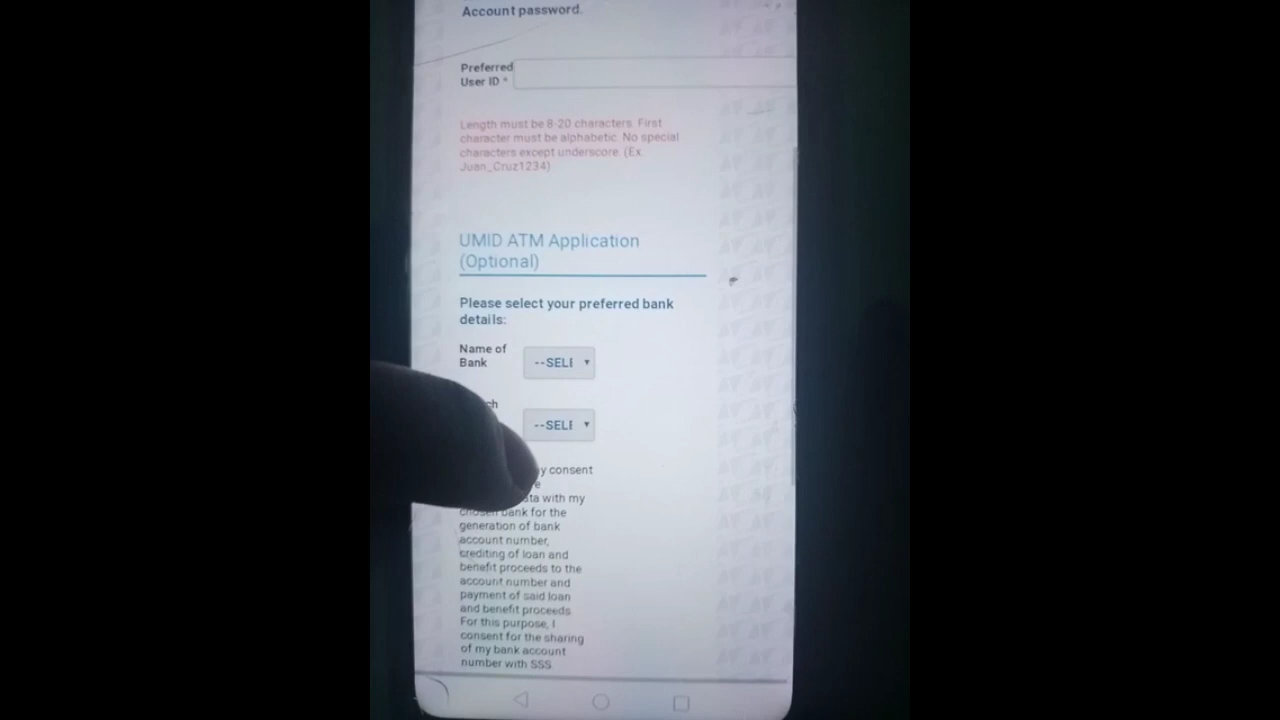 Account password.
Preferred
User ID *
Length must be 8-20 characters. First
character must be alphabetic. No special
characters except underscore. (Ex.
Juan_Cruz1234)
UMID ATM Application
(Optional)
Please select your preferred bank
details:
Name of
Bank
--SELE
--SELE
consent
with my
chosen bank for the
generation of bank
account number,
crediting of loan and
benefit proceeds to the
account number and
payment of said loan
and benefit proceeds.
For this purpose, I
consent for the sharing
of my bank account
number with SSS